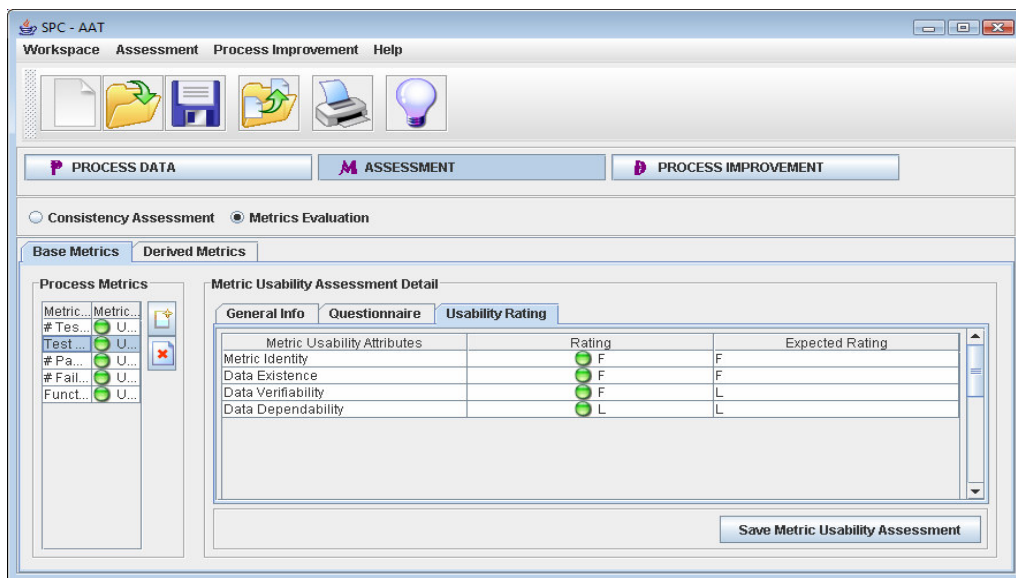 SPC - AAT
Workspace Assessment Process Improvement Help
P PROCESS DATA M ASSESSMENT PROCESS IMPROVEMENT
Consistency Assessment Metrics Evaluation
Base Metrics Derived Metrics
Process Metrics
Metric... Metric...
# Tes... U...
Test ... U...
# Pa... U...
# Fail... U...
Funct... U...
Metric Usability Assessment Detail
General Info Questionnaire Usability Rating
Metric Usability Attributes Rating Expected Rating
Metric Identity F F
Data Existence F F
Data Verifiability F L
Data Dependability L L
Save Metric Usability Assessment